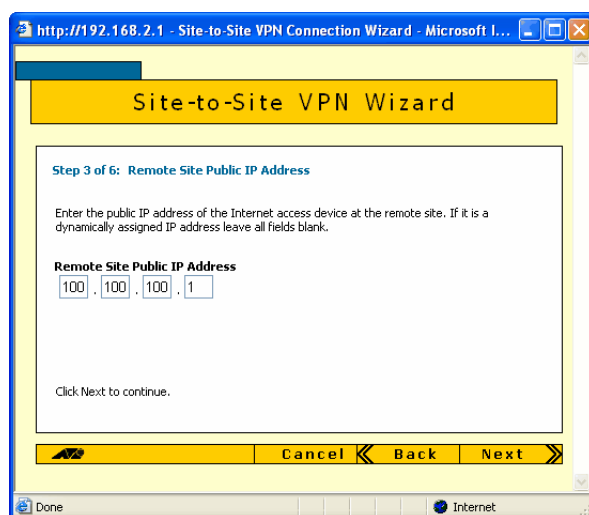 http://192.168.2.1 - Site-to-Site VPN Connection Wizard - Microsoft I...
Site-to-Site VPN Wizard
Step 3 of 6: Remote Site Public IP Address
Enter the public IP address of the Internet access device at the remote site. If it is a
dynamically assigned IP address leave all fields blank.
Remote Site Public IP Address
100 . 100 . 100 . 1
Click Next to continue.
Cancel Back Next
Done Internet